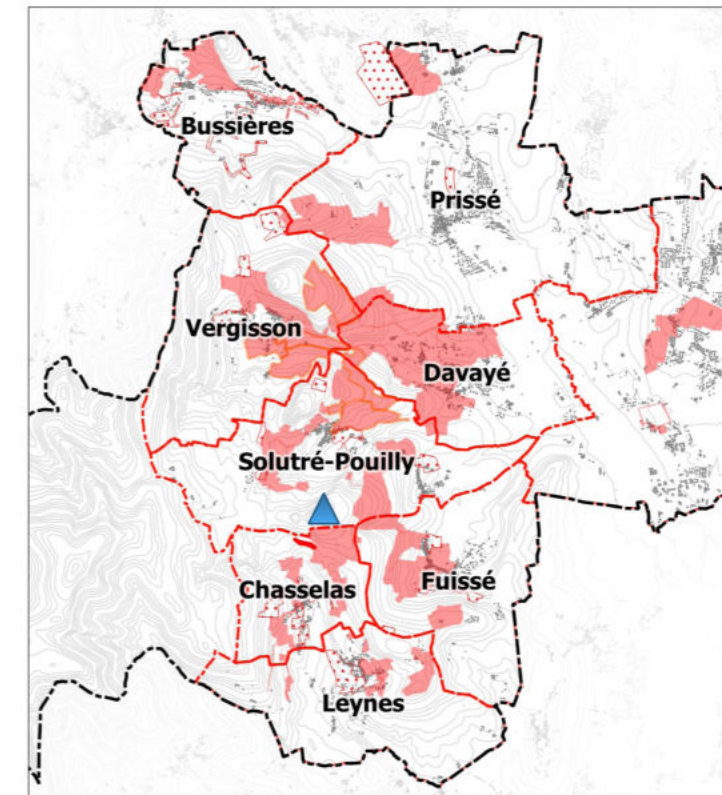 Bussières
Prissé
Vergisson
Davayé
Solutré-Pouilly
Chasselas
Fuissé
Leynes